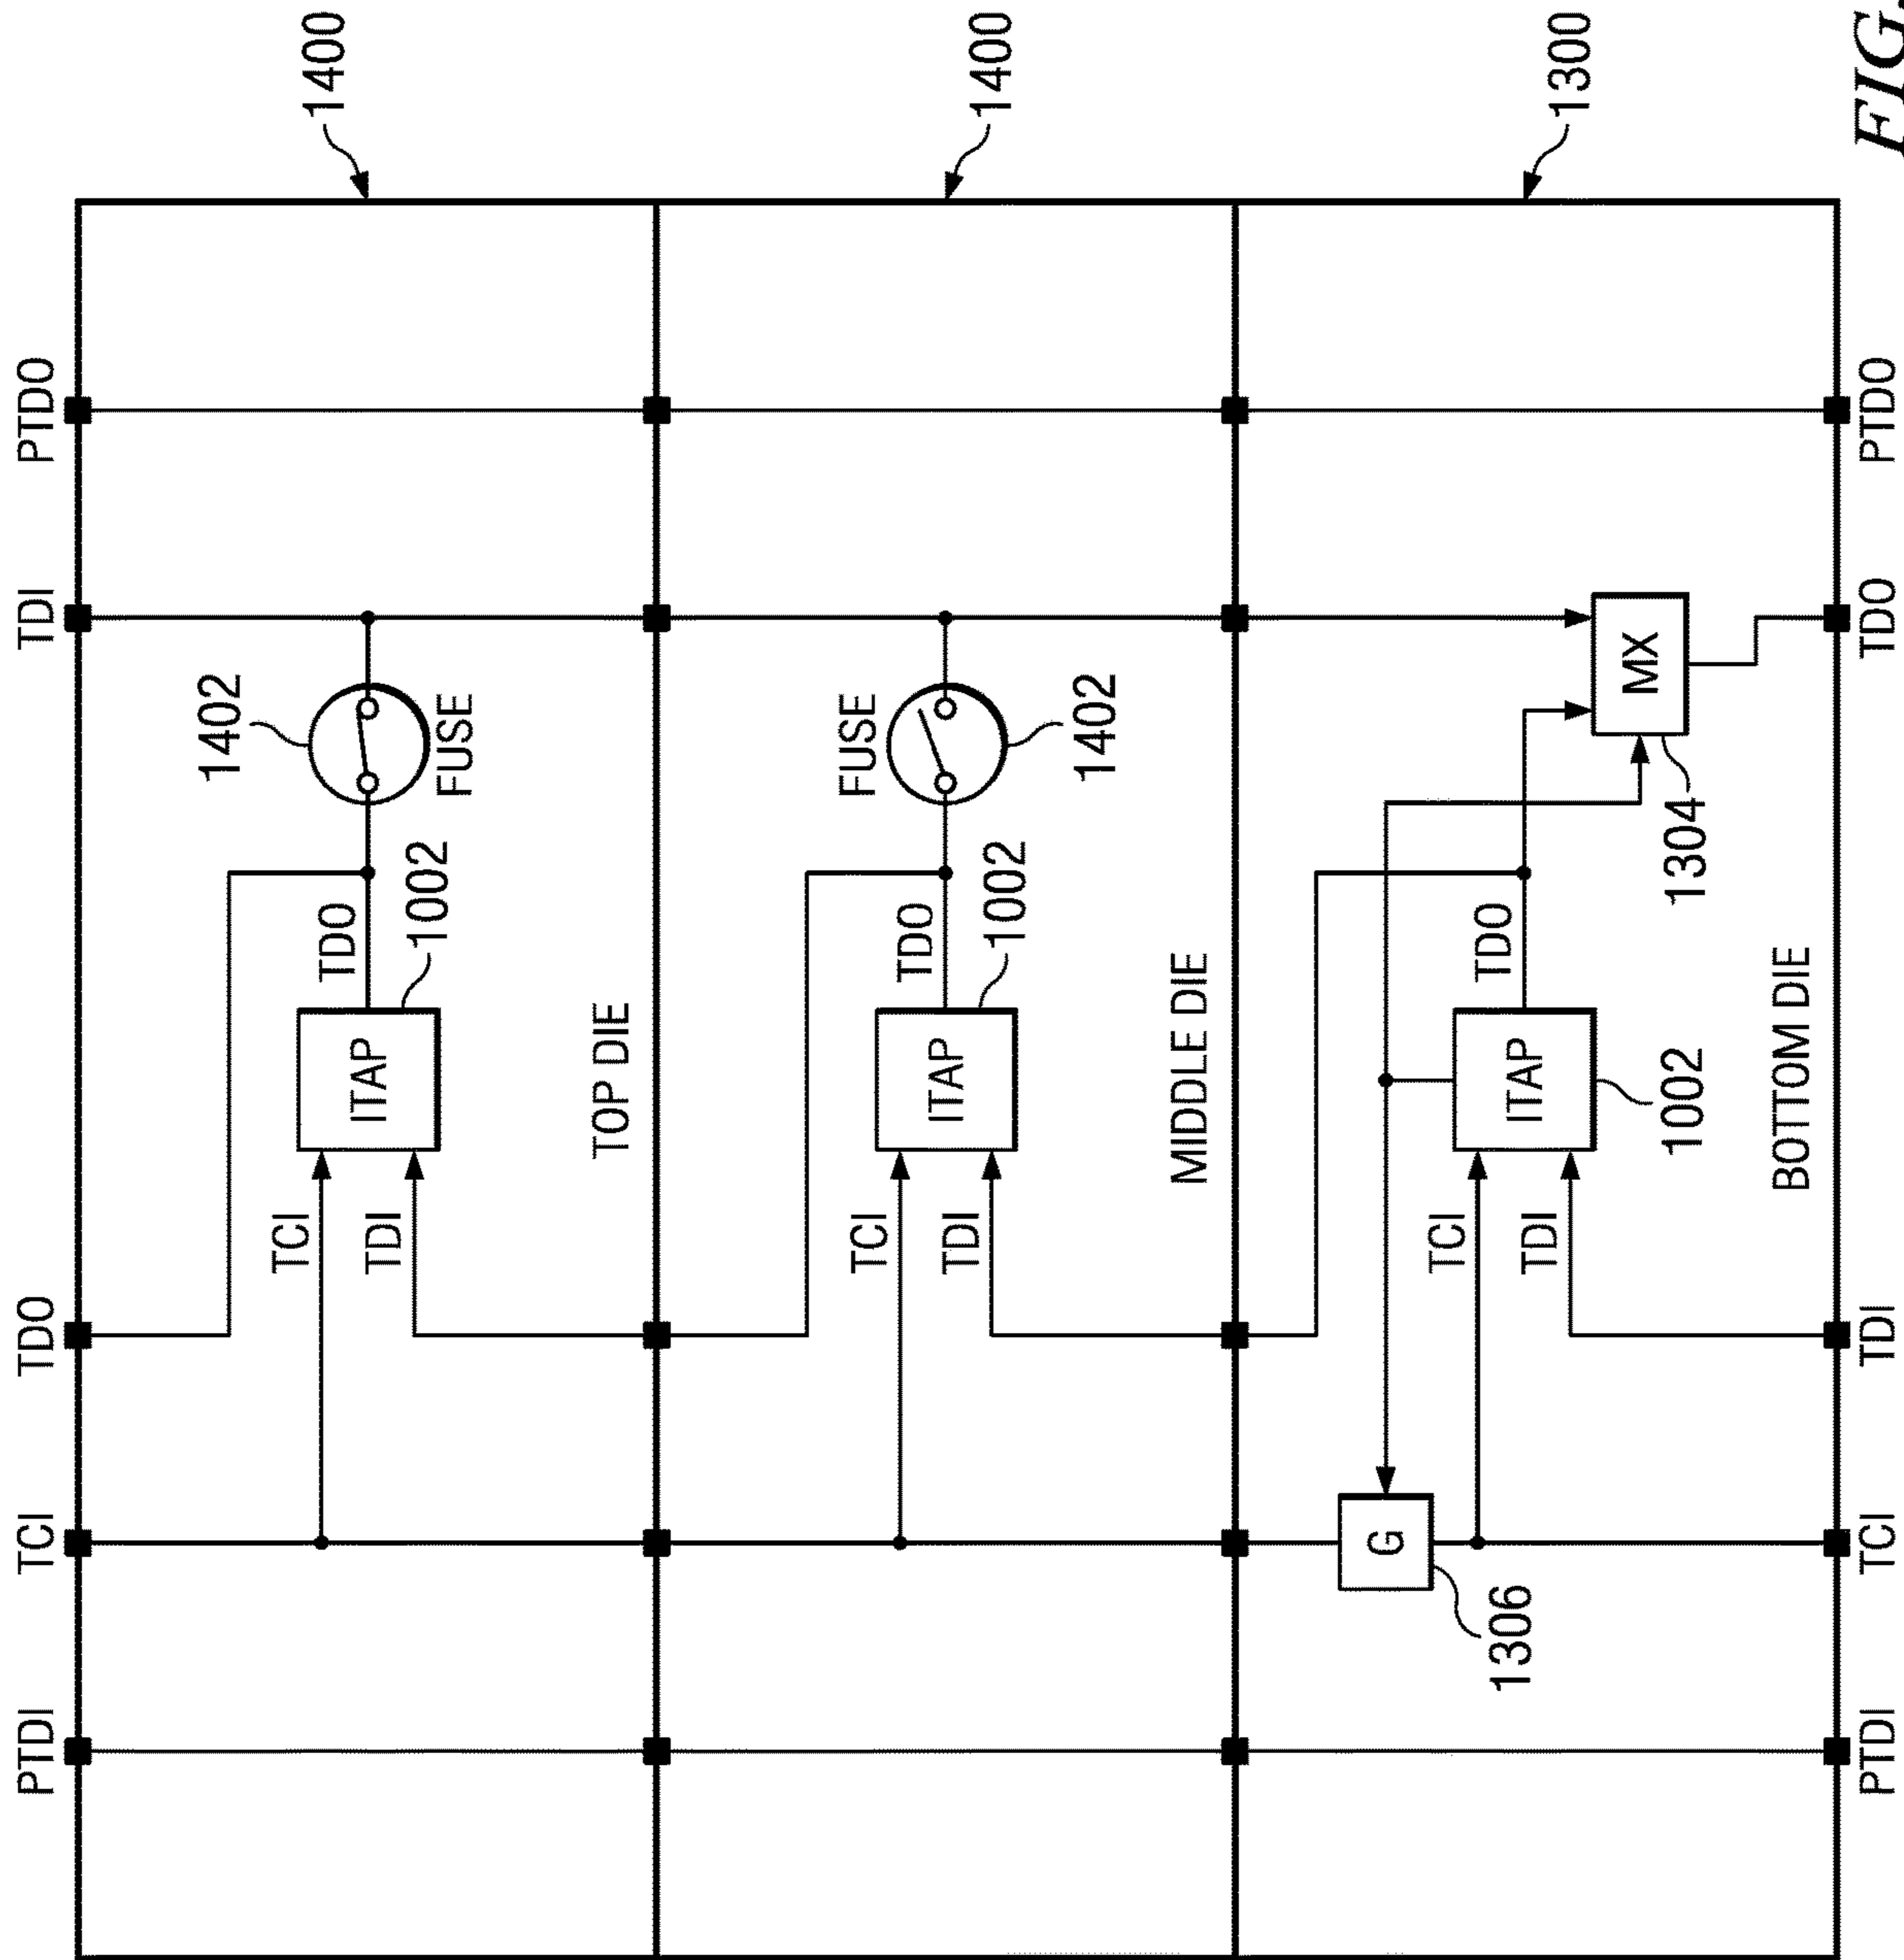 PTDI TCI TDO TDI PTDO
1402
TCI
1400
TDO
ITAP
TDI
1002
FUSE
TOP DIE
FUSE
TCI
TDO
ITAP
TDI
1400
1002
1402
MIDDLE DIE
G
TCI
TDO
1306
ITAP
TDI
1300
MX
1002
1304
BOTTOM DIE
PTDI TCI TDI TDO PTDO
FIG.